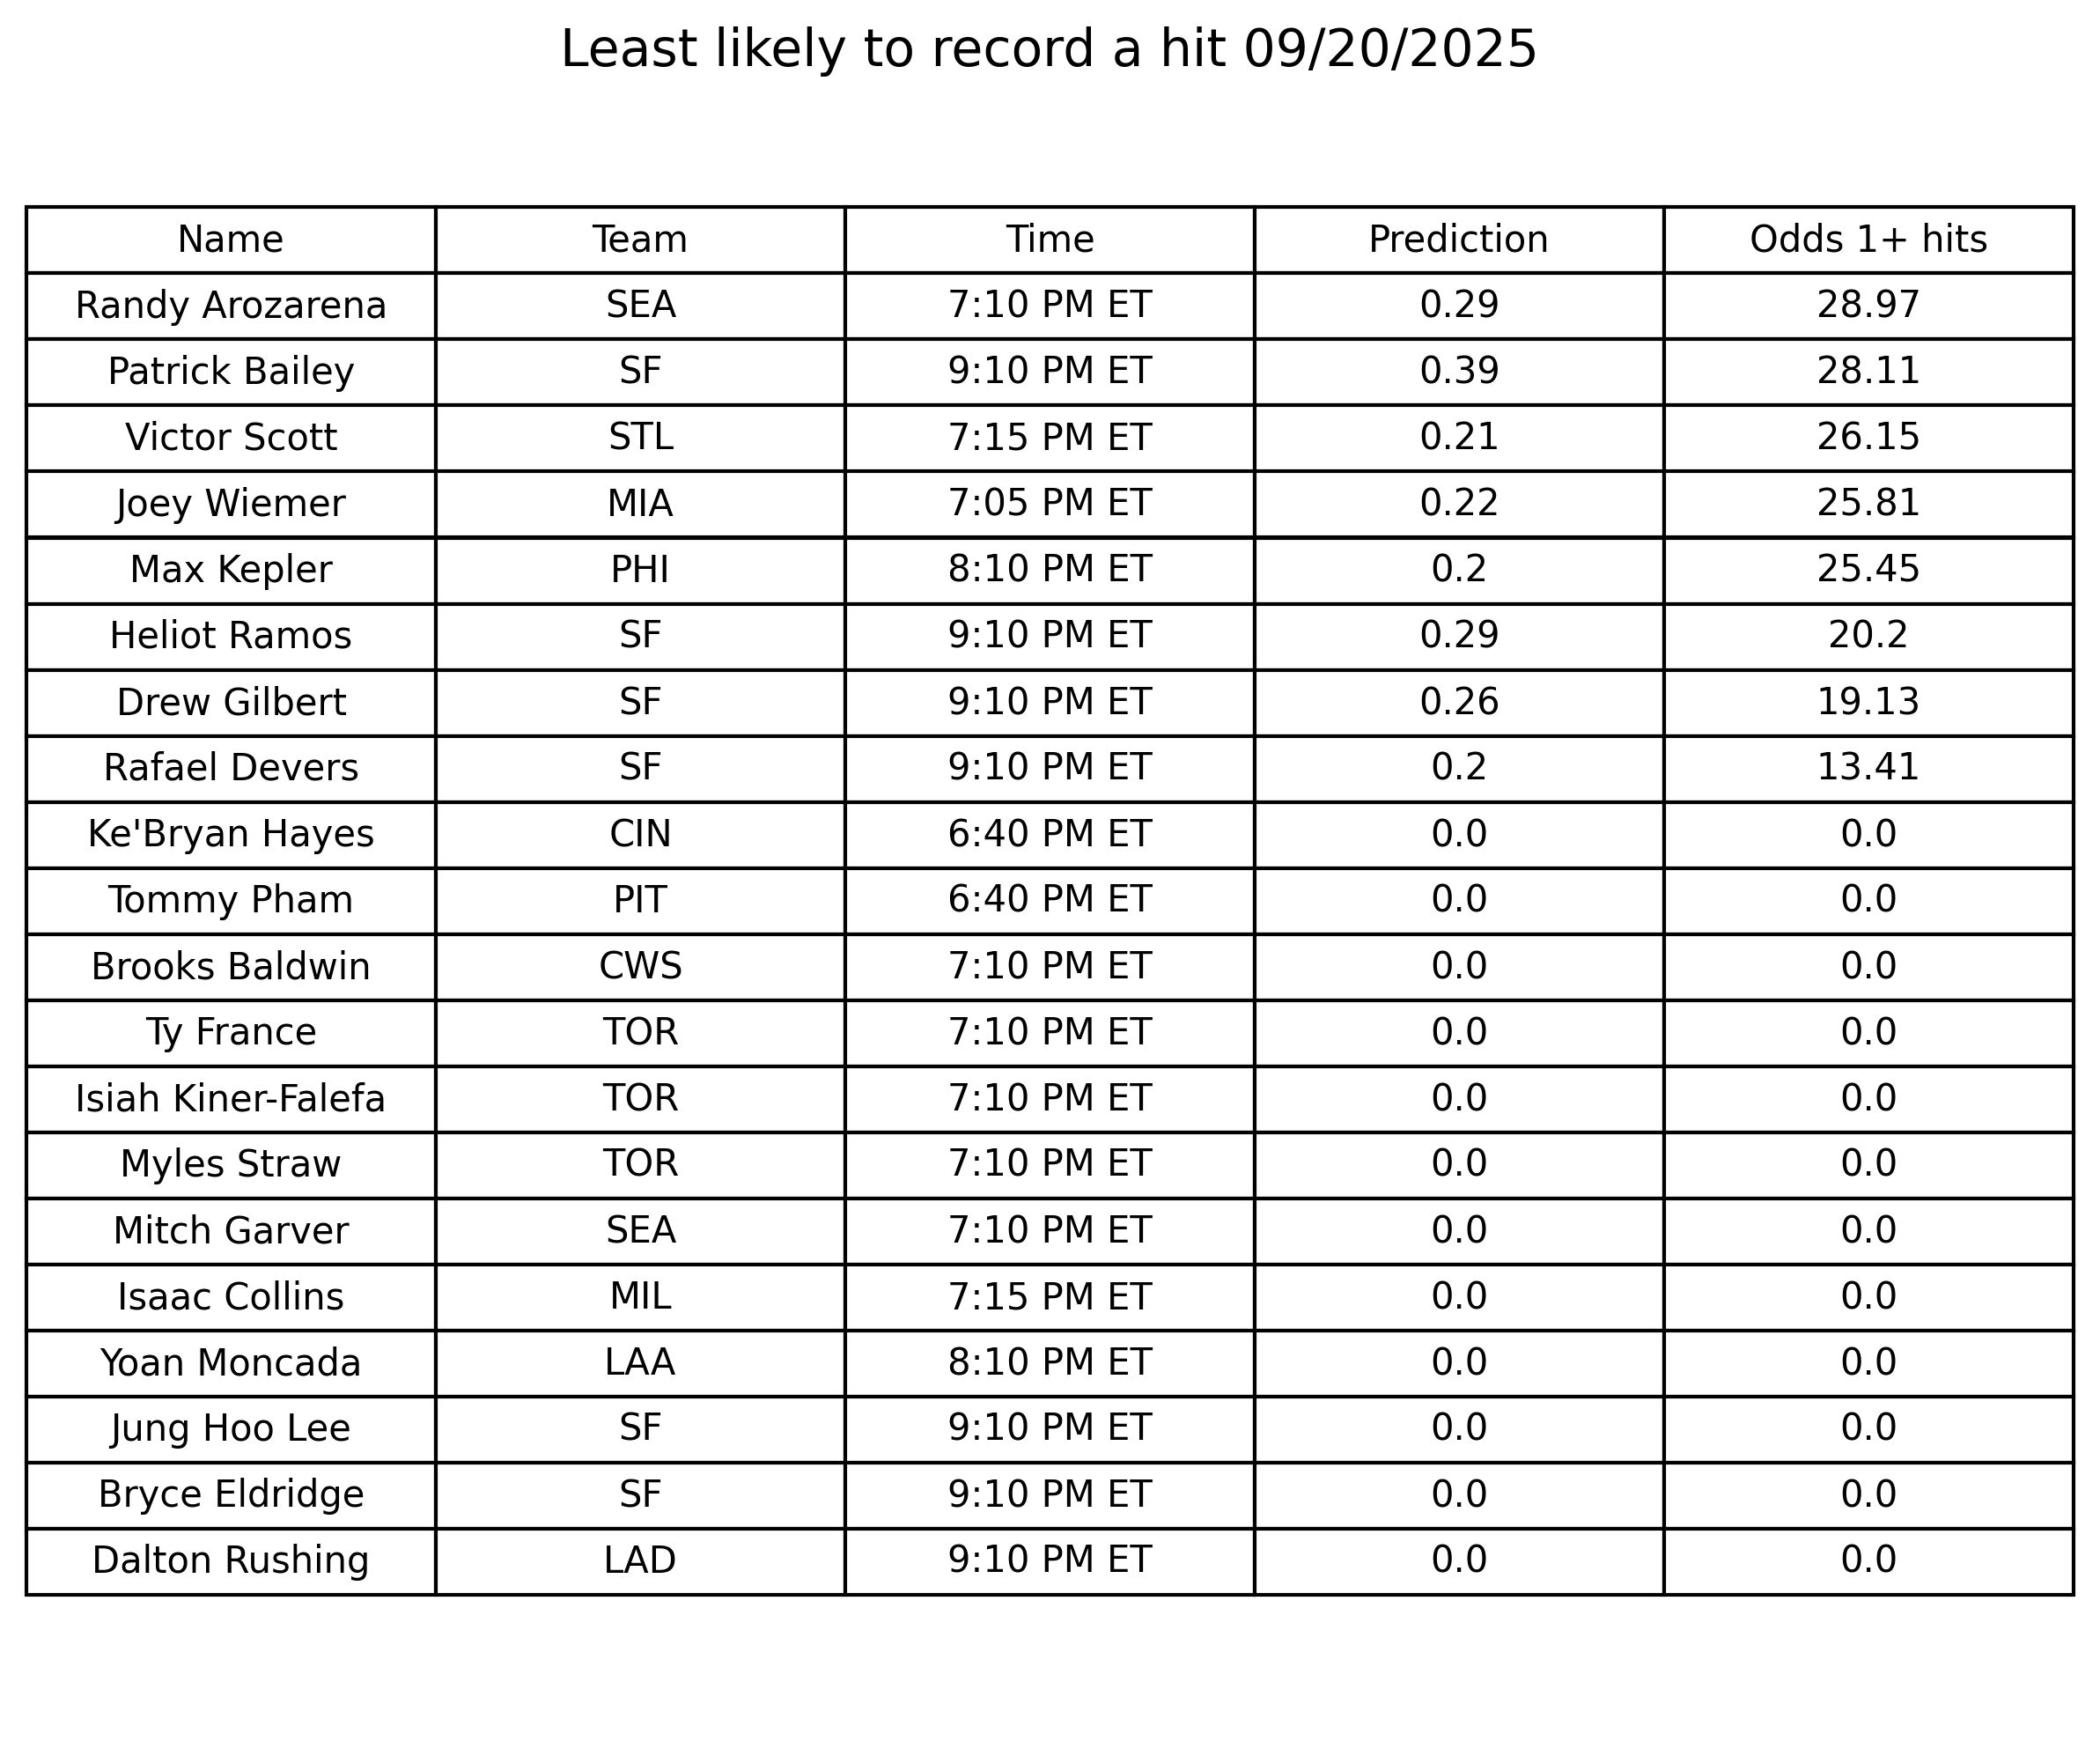 Least likely to record a hit 09/20/2025
Name Team Time Prediction Odds 1+ hits
Randy Arozarena SEA 7:10 PM ET 0.29 28.97
Patrick Bailey SF 9:10 PM ET 0.39 28.11
Victor Scott STL 7:15 PM ET 0.21 26.15
Joey Wiemer MIA 7:05 PM ET 0.22 25.81
Max Kepler PHI 8:10 PM ET 0.2 25.45
Heliot Ramos SF 9:10 PM ET 0.29 20.2
Drew Gilbert SF 9:10 PM ET 0.26 19.13
Rafael Devers SF 9:10 PM ET 0.2 13.41
Ke'Bryan Hayes CIN 6:40 PM ET 0.0 0.0
Tommy Pham PIT 6:40 PM ET 0.0 0.0
Brooks Baldwin CWS 7:10 PM ET 0.0 0.0
Ty France TOR 7:10 PM ET 0.0 0.0
Isiah Kiner-Falefa TOR 7:10 PM ET 0.0 0.0
Myles Straw TOR 7:10 PM ET 0.0 0.0
Mitch Garver SEA 7:10 PM ET 0.0 0.0
Isaac Collins MIL 7:15 PM ET 0.0 0.0
Yoan Moncada LAA 8:10 PM ET 0.0 0.0
Jung Hoo Lee SF 9:10 PM ET 0.0 0.0
Bryce Eldridge SF 9:10 PM ET 0.0 0.0
Dalton Rushing LAD 9:10 PM ET 0.0 0.0